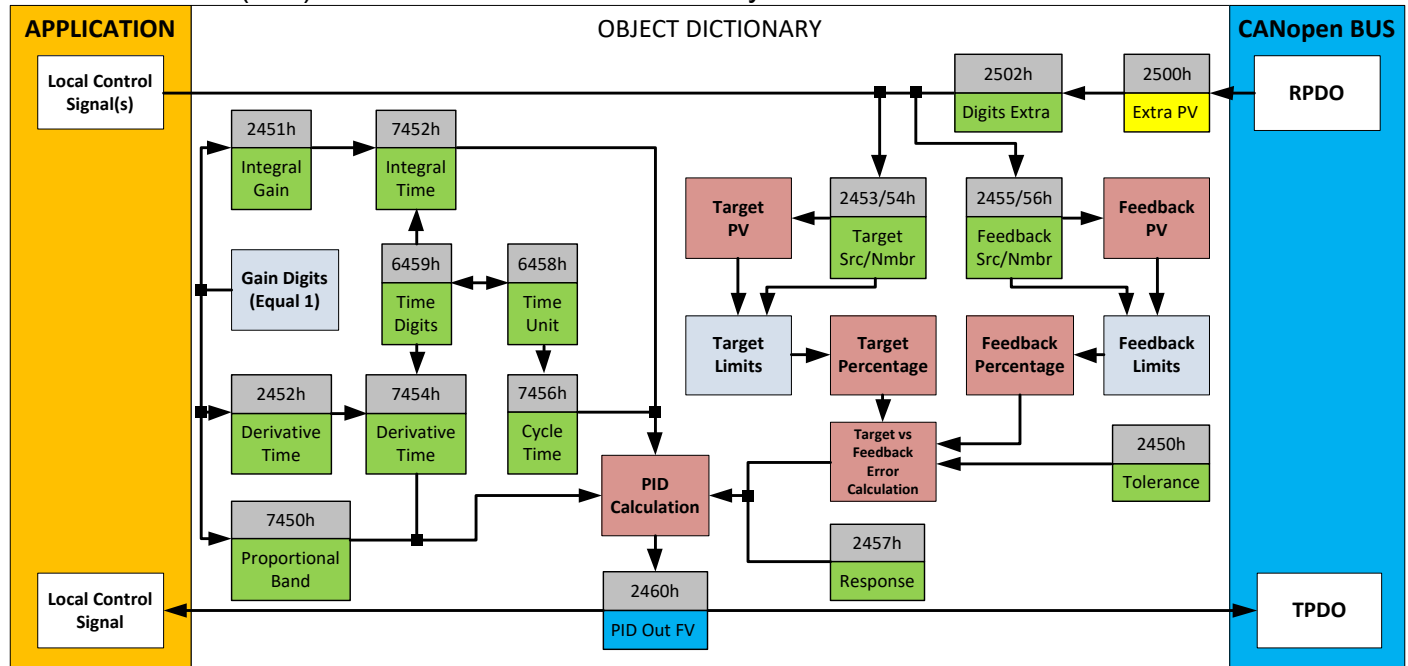 APPLICATION
OBJECT DICTIONARY
CANopen BUS
Local Control
Signal(s)
2502h
Digits Extra
2500h
Extra PV
RPDO
2451h
Integral
Gain
7452h
Integral
Time
Target
PV
2453/54h
Target
Src/Nmbr
2455/56h
Feedback
Src/Nmbr
Feedback
PV
Gain Digits
(Equal 1)
6459h
Time
Digits
6458h
Time
Unit
Target
Limits
Target
Percentage
Feedback
Percentage
Feedback
Limits
2452h
Derivative
Time
7454h
Derivative
Time
7456h
Cycle
Time
Target vs
Feedback
Error
Calculation
2450h
Tolerance
PID
Calculation
7450h
Proportional
Band
2457h
Response
Local Control
Signal
2460h
PID Out FV
TPDO